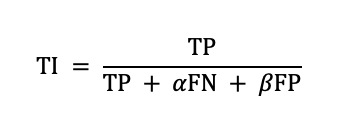 TI = TP / (TP + αFN + βFP)